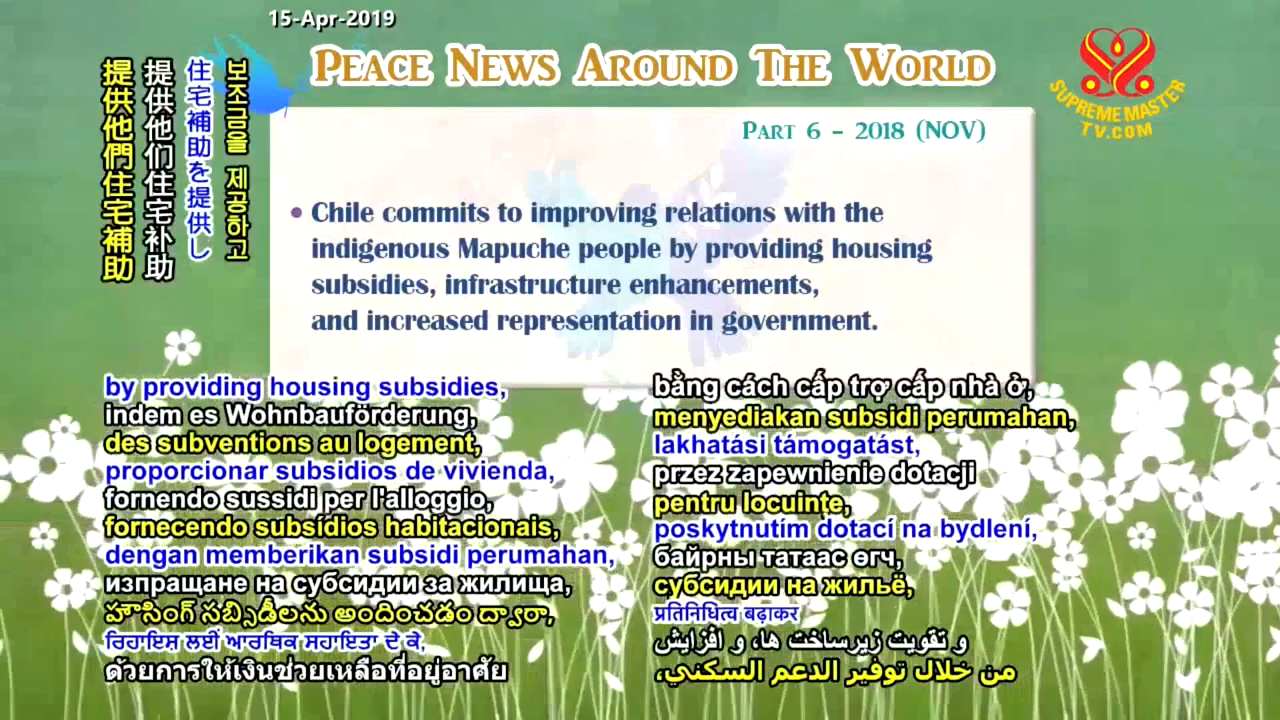 15-Apr-2019
PEACE NEWS AROUND THE WORLD
SUPREME MASTER
TV.COM
PART 6 - 2018 (NOV)
• Chile commits to improving relations with the
indigenous Mapuche people by providing housing
subsidies, infrastructure enhancements,
and increased representation in government.
提供他們住宅補助
提供他们住宅补助
住宅補助を提供し
보조금을 제공하고
by providing housing subsidies,
indem es Wohnbauförderung,
des subventions au logement,
proporcionar subsidios de vivienda,
fornendo sussidi per l'alloggio,
fornecendo subsídios habitacionais,
dengan memberikan subsidi perumahan,
изпращане на субсидии за жилища,
హౌసింగ్ సబ్సిడీలను అందించడం ద్వారా,
ਰਿਹਾਇਸ਼ ਲਈ ਆਰਥਿਕ ਸਹਾਇਤਾ ਦੇ ਕੇ,
ด้วยการให้เงินช่วยเหลือที่อยู่อาศัย
bằng cách cấp trợ cấp nhà ở,
menyediakan subsidi perumahan,
lakhatási támogatást,
przez zapewnienie dotacji
pentru locuințe,
poskytnutím dotací na bydlení,
байрны татаас өгч,
субсидии на жильё,
प्रतिनिधित्व बढ़ाकर
و تقویت زیرساخت ها، و افزایش
من خلال توفير الدعم السكني،